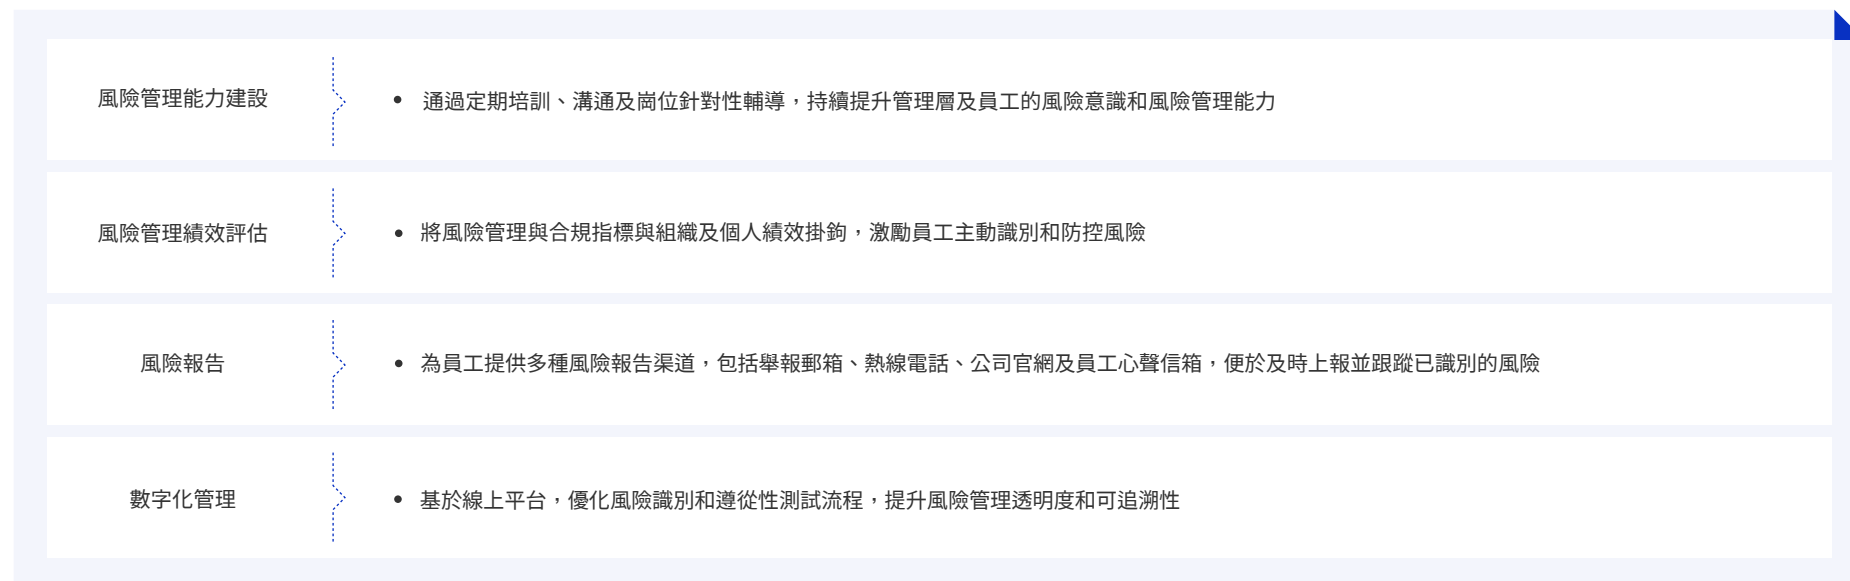 風險管理能力建設
• 通過定期培訓、溝通及崗位針對性輔導，持續提升管理層及員工的風險意識和風險管理能力
風險管理績效評估
• 將風險管理與合規指標與組織及個人績效掛鉤，激勵員工主動識別和防控風險
風險報告
• 為員工提供多種風險報告渠道，包括舉報郵箱、熱線電話、公司官網及員工心聲信箱，便於及時上報並跟蹤已識別的風險
數字化管理
• 基於線上平台，優化風險識別和遵從性測試流程，提升風險管理透明度和可追溯性